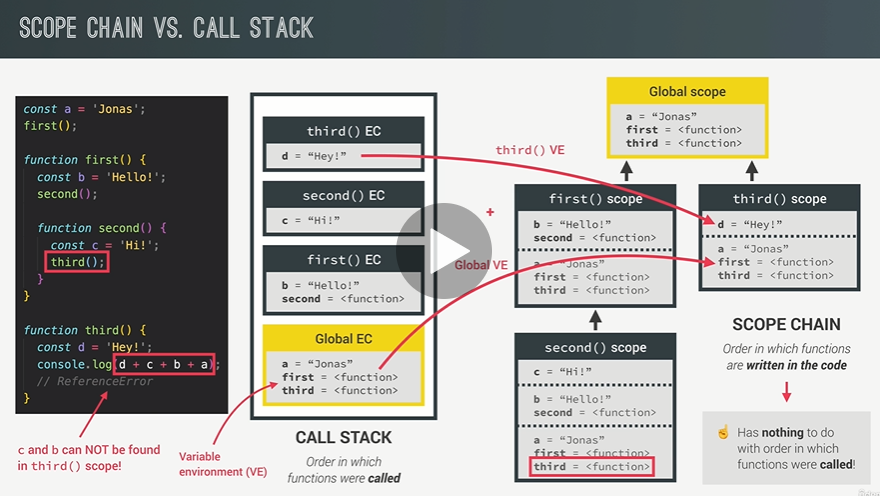 SCOPE CHAIN VS. CALL STACK
const a = 'Jonas';
first();
function first() {
const b = 'Hello!';
second();
function second() {
const c = 'Hi!';
third();
}
}
function third() {
const d = 'Hey!';
console.log(d + c + b + a);
// ReferenceError
}
c and b can NOT be found
in third() scope!
third() EC
d = “Hey!”
second() EC
c = “Hi!”
first() EC
b = “Hello!”
second = <function>
Global EC
a = “Jonas”
first = <function>
third = <function>
Variable
environment (VE)
CALL STACK
Order in which
functions were called
third() VE
+
Global VE
Global scope
a = “Jonas”
first = <function>
third = <function>
first() scope
b = “Hello!”
second = <function>
a = “Jonas”
first = <function>
third = <function>
second() scope
c = “Hi!”
b = “Hello!”
second = <function>
a = “Jonas”
first = <function>
third = <function>
third() scope
d = “Hey!”
a = “Jonas”
first = <function>
third = <function>
SCOPE CHAIN
Order in which functions
are written in the code
☝️ Has nothing to do
with order in which
functions were called!